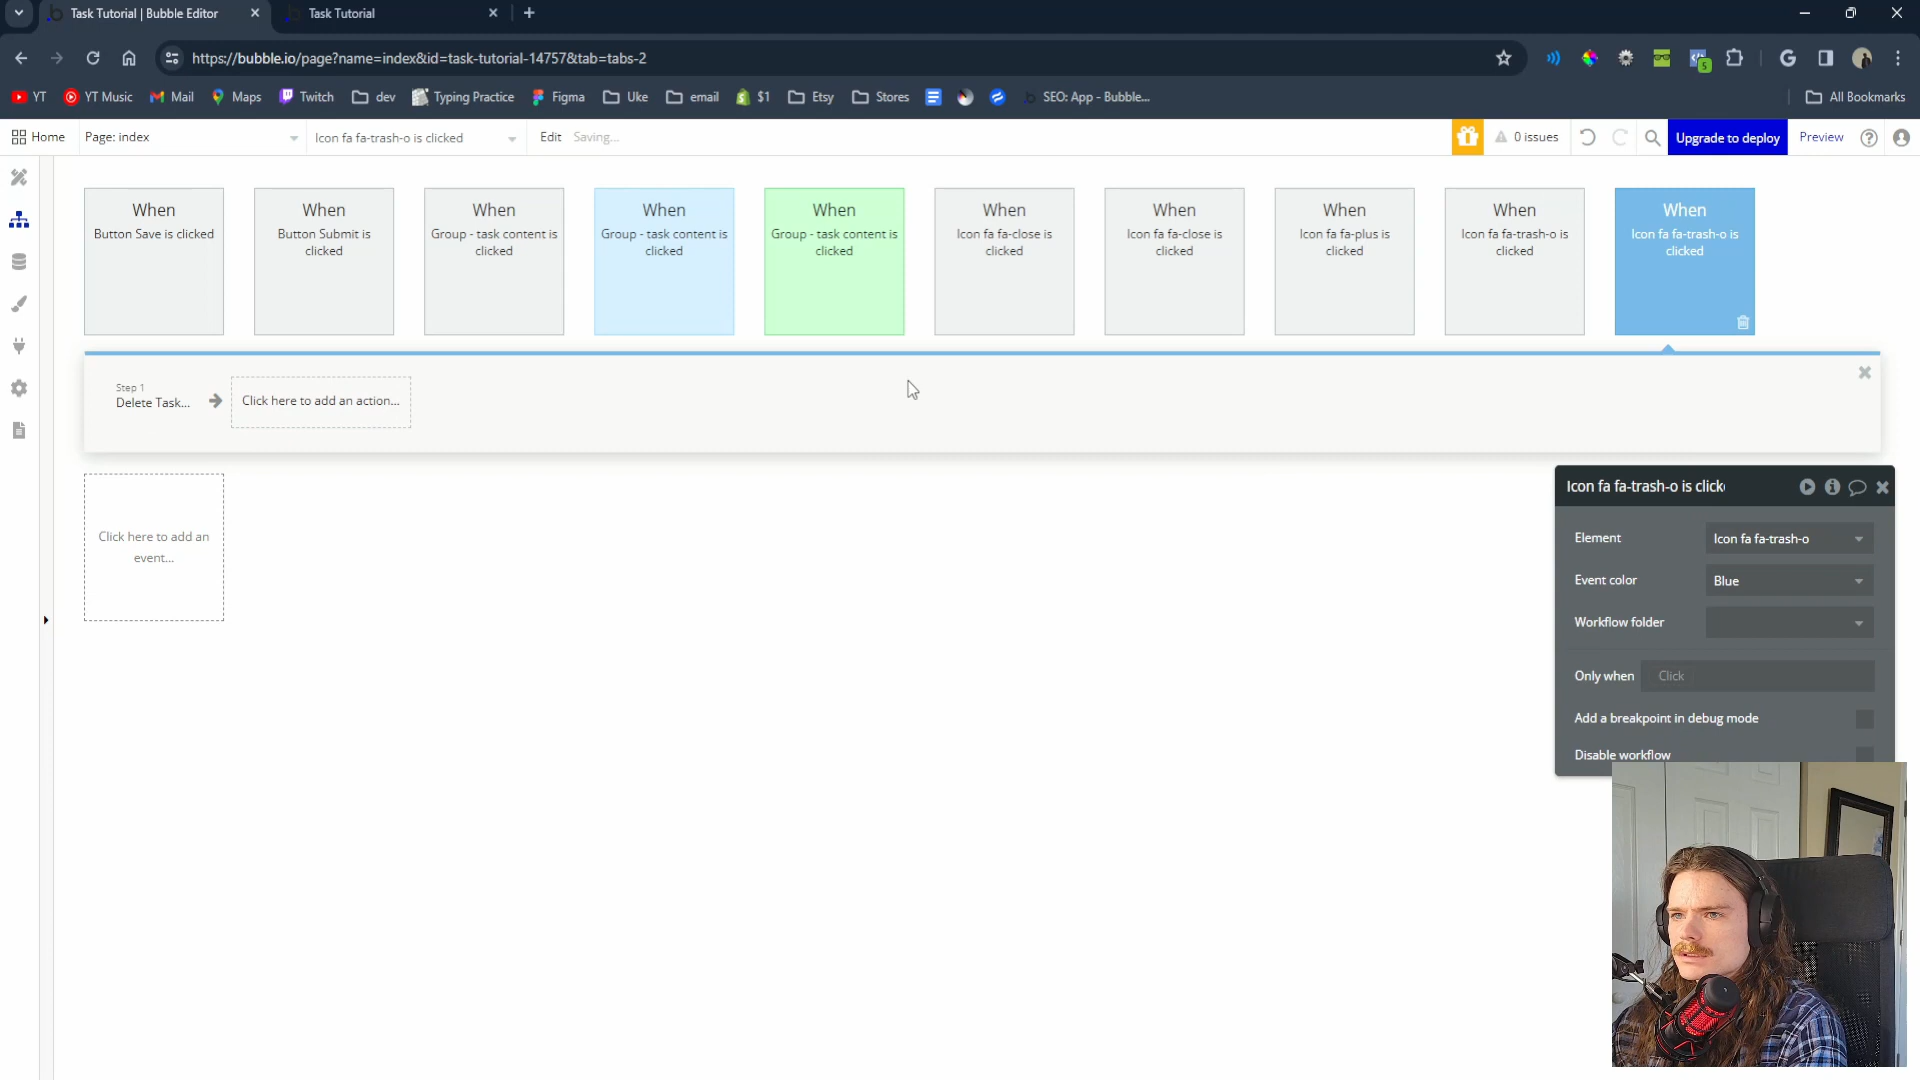 Task Tutorial | Bubble Editor
Task Tutorial
https://bubble.io/page?name=index&id=task-tutorial-14757&tab=tabs-2
5
YT
YT Music
Mail
Maps
Twitch
dev
Typing Practice
Figma
Uke
email
$1
Etsy
Stores
SEO: App - Bubble...
All Bookmarks
Home
Page: index
Icon fa fa-trash-o is clicked
Edit
Saving...
0 issues
Upgrade to deploy
Preview
When
Button Save is clicked
When
Button Submit is
clicked
When
Group - task content is
clicked
When
Group - task content is
clicked
When
Group - task content is
clicked
When
Icon fa fa-close is
clicked
When
Icon fa fa-close is
clicked
When
Icon fa fa-plus is
clicked
When
Icon fa fa-trash-o is
clicked
When
Icon fa fa-trash-o is
clicked
Step 1
Delete Task...
Click here to add an action...
Click here to add an
event...
Icon fa fa-trash-o is click
Element
Icon fa fa-trash-o
Event color
Blue
Workflow folder
Only when
Click
Add a breakpoint in debug mode
Disable workflow